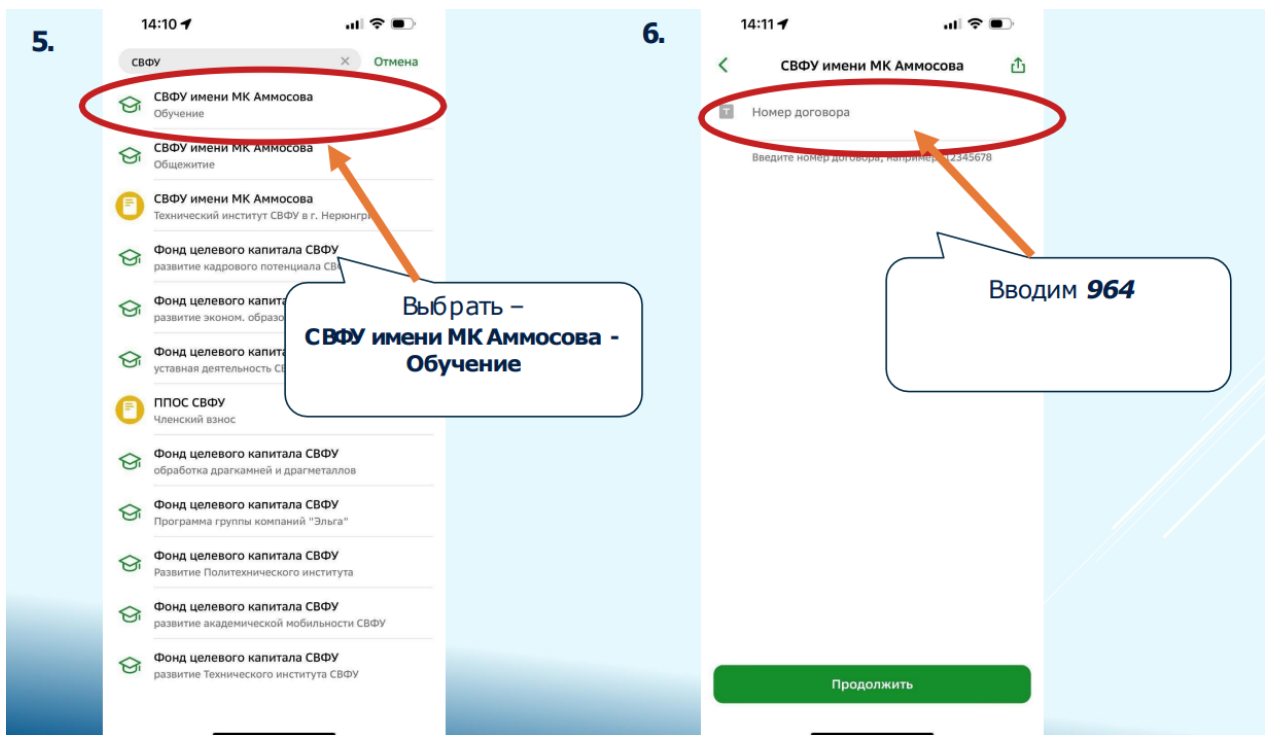 5.
14:10
СВФУ
Отмена
СВФУ имени МК Аммосова
Обучение
СВФУ имени МК Аммосова
Общежитие
СВФУ имени МК Аммосова
Технический институт СВФУ в г. Нерюнгри
Фонд целевого капитала СВФУ
развитие кадрового потенциала
Фонд целевого
развитие эконом.
Фонд целевого
уставная деятельность
ППОС СВФУ
Членский взнос
Фонд целевого капитала СВФУ
обработка драгкамней и драгметаллов
Фонд целевого капитала СВФУ
Программа группы компаний "Эльга"
Фонд целевого капитала СВФУ
Развитие Политехнического института
Фонд целевого капитала СВФУ
развитие академической мобильности СВФУ
Фонд целевого капитала СВФУ
развитие Технического института СВФУ
Выбрать –
СВФУ имени МК Аммосова -
Обучение
6.
14:11
СВФУ имени МК Аммосова
Номер договора
Введите номер договора, например, 12345678
Вводим 964
Продолжить